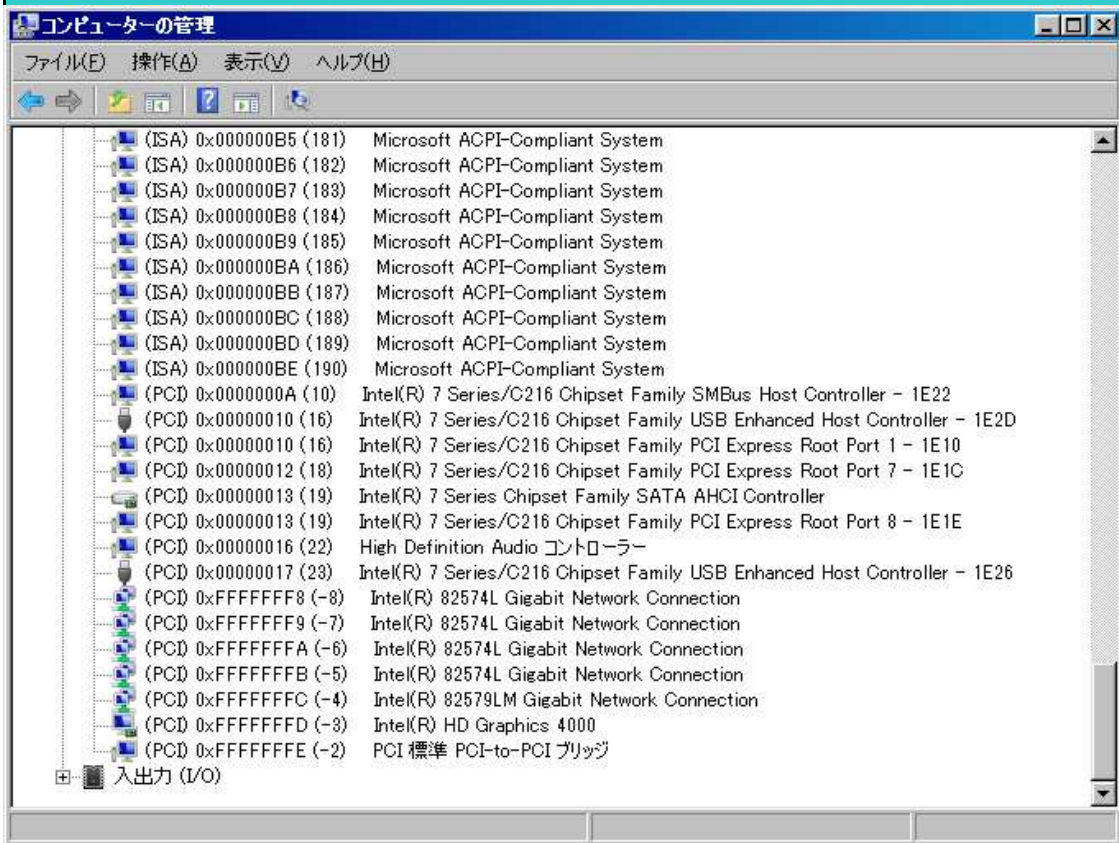 コンピューターの管理
ファイル(F) 操作(A) 表示(V) ヘルプ(H)
(ISA) 0x000000B5 (181) Microsoft ACPI-Compliant System
(ISA) 0x000000B6 (182) Microsoft ACPI-Compliant System
(ISA) 0x000000B7 (183) Microsoft ACPI-Compliant System
(ISA) 0x000000B8 (184) Microsoft ACPI-Compliant System
(ISA) 0x000000B9 (185) Microsoft ACPI-Compliant System
(ISA) 0x000000BA (186) Microsoft ACPI-Compliant System
(ISA) 0x000000BB (187) Microsoft ACPI-Compliant System
(ISA) 0x000000BC (188) Microsoft ACPI-Compliant System
(ISA) 0x000000BD (189) Microsoft ACPI-Compliant System
(ISA) 0x000000BE (190) Microsoft ACPI-Compliant System
(PCI) 0x0000000A (10) Intel(R) 7 Series/C216 Chipset Family SMBus Host Controller - 1E22
(PCI) 0x00000010 (16) Intel(R) 7 Series/C216 Chipset Family USB Enhanced Host Controller - 1E2D
(PCI) 0x00000010 (16) Intel(R) 7 Series/C216 Chipset Family PCI Express Root Port 1 - 1E10
(PCI) 0x00000012 (18) Intel(R) 7 Series/C216 Chipset Family PCI Express Root Port 7 - 1E1C
(PCI) 0x00000013 (19) Intel(R) 7 Series Chipset Family SATA AHCI Controller
(PCI) 0x00000013 (19) Intel(R) 7 Series/C216 Chipset Family PCI Express Root Port 8 - 1E1E
(PCI) 0x00000016 (22) High Definition Audio コントローラー
(PCI) 0x00000017 (23) Intel(R) 7 Series/C216 Chipset Family USB Enhanced Host Controller - 1E26
(PCI) 0xFFFFFFF8 (-8) Intel(R) 82574L Gigabit Network Connection
(PCI) 0xFFFFFFF9 (-7) Intel(R) 82574L Gigabit Network Connection
(PCI) 0xFFFFFFFA (-6) Intel(R) 82574L Gigabit Network Connection
(PCI) 0xFFFFFFFB (-5) Intel(R) 82574L Gigabit Network Connection
(PCI) 0xFFFFFFFC (-4) Intel(R) 82579LM Gigabit Network Connection
(PCI) 0xFFFFFFFD (-3) Intel(R) HD Graphics 4000
(PCI) 0xFFFFFFFE (-2) PCI 標準 PCI-to-PCI ブリッジ
入出力 (I/O)